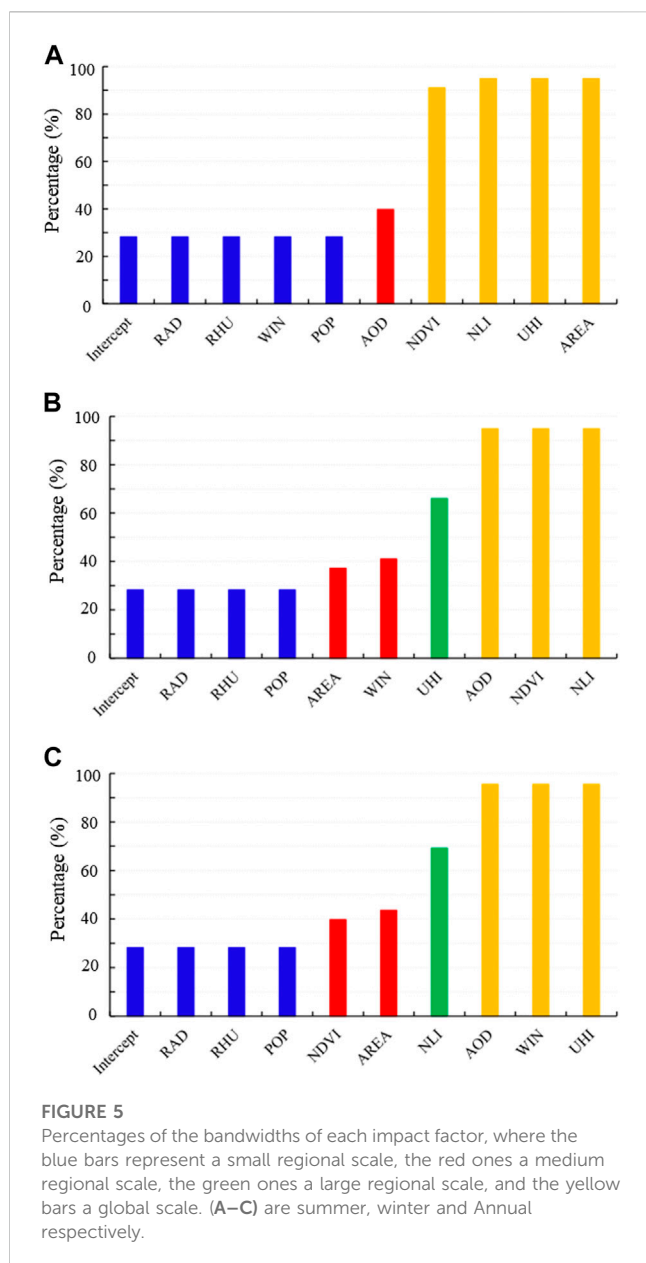 A
Percentage (%)
100
80
60
40
20
0
Intercept RAD RHU WIN POP AOD NDVI NLI UHI AREA
B
Percentage (%)
100
80
60
40
20
0
Intercept RAD RHU POP AREA WIN UHI AOD NDVI NLI
C
Percentage (%)
100
80
60
40
20
0
Intercept RAD RHU POP NDVI AREA NLI AOD WIN UHI
FIGURE 5
Percentages of the bandwidths of each impact factor, where the
blue bars represent a small regional scale, the red ones a medium
regional scale, the green ones a large regional scale, and the yellow
bars a global scale. (A–C) are summer, winter and Annual
respectively.